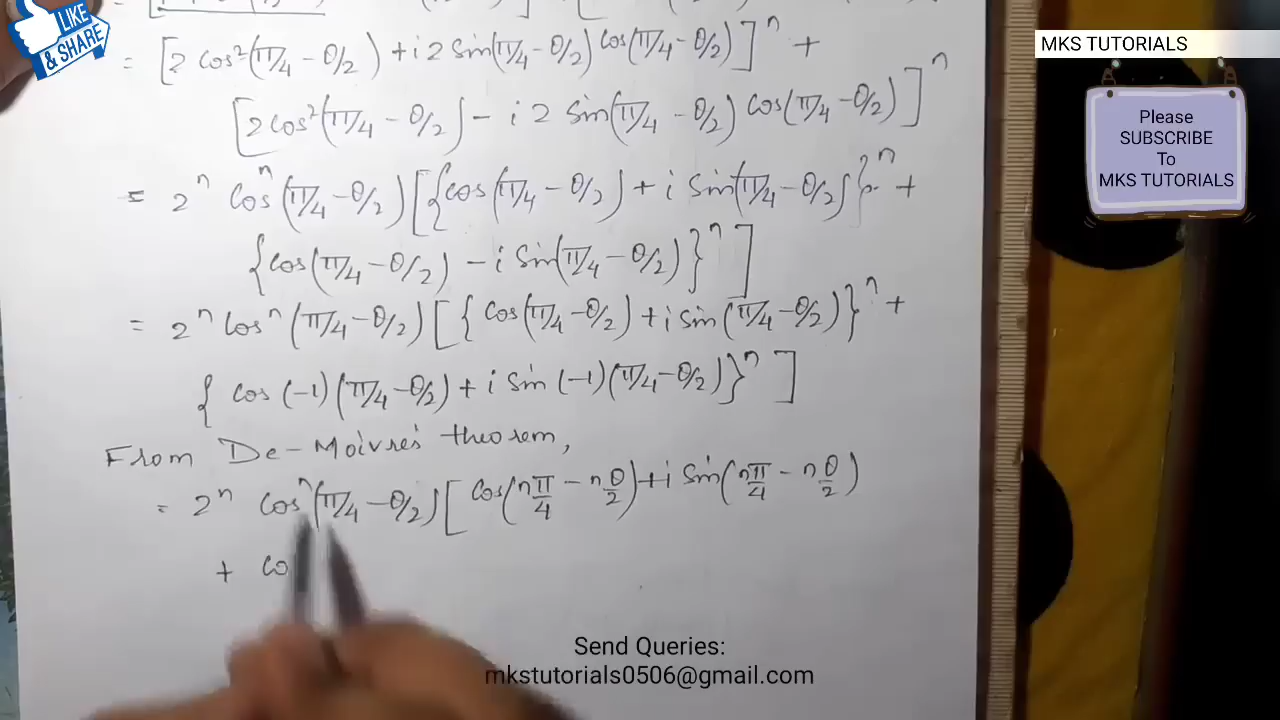 LIKE
& SHARE
MKS TUTORIALS
Please
SUBSCRIBE
To
MKS TUTORIALS
= [2 cos²(π/4 - θ/2) + i 2 Sin(π/4 - θ/2) cos(π/4 - θ/2)]ⁿ +
[2cos²(π/4 - θ/2) - i 2 Sin(π/4 - θ/2) cos(π/4 - θ/2)]ⁿ
= 2ⁿ Cosⁿ(π/4 - θ/2)[{cos(π/4 - θ/2) + i Sin(π/4 - θ/2)}ⁿ +
{cos(π/4 - θ/2) - i Sin(π/4 - θ/2)}ⁿ]
= 2ⁿ Cosⁿ (π/4 - θ/2)[{cos(π/4 - θ/2) + i Sin(π/4 - θ/2)}ⁿ +
{cos (-1)(π/4 - θ/2) + i Sin (-1)(π/4 - θ/2)}ⁿ]
From De-Moivres' theorem,
= 2ⁿ Cosⁿ(π/4 - θ/2)[cos(nπ/4 - nθ/2) + i Sin(nπ/4 - nθ/2)
+ Co
Send Queries:
mkstutorials0506@gmail.com